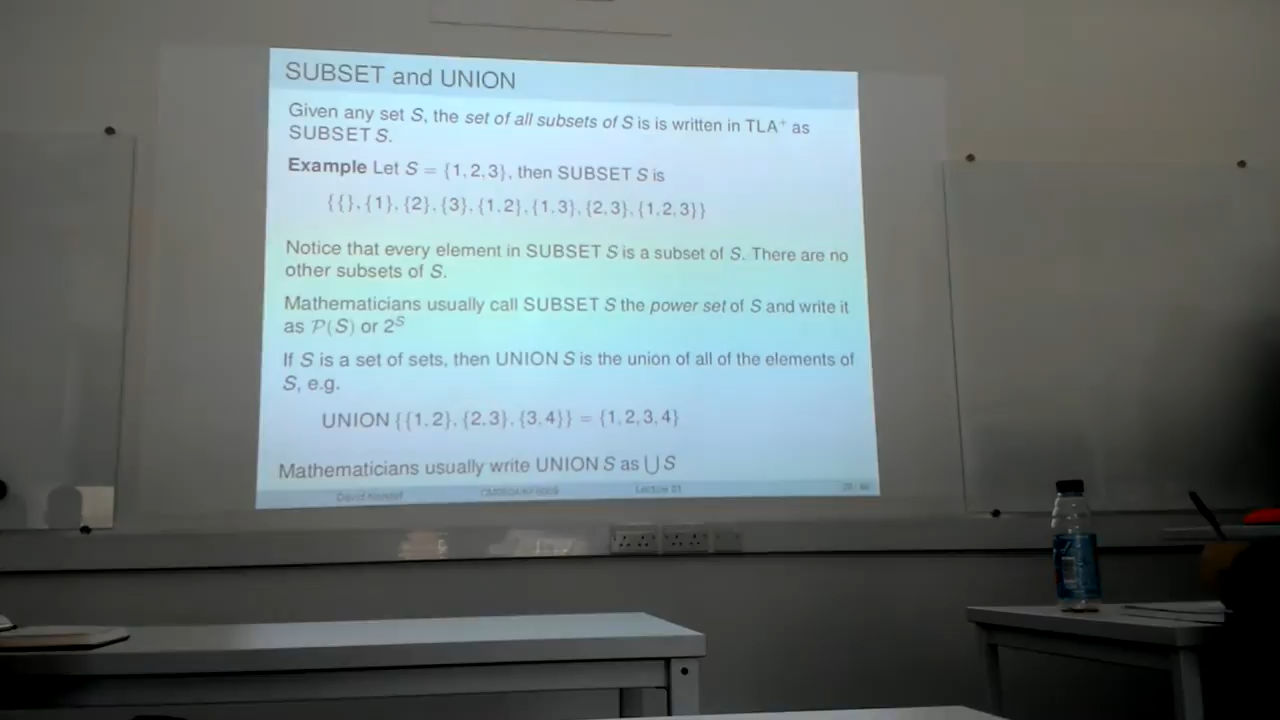 SUBSET and UNION
Given any set S, the set of all subsets of S is is written in TLA⁺ as
SUBSET S.
Example Let S = {1, 2, 3}, then SUBSET S is
{{}, {1}, {2}, {3}, {1, 2}, {1, 3}, {2, 3}, {1, 2, 3}}
Notice that every element in SUBSET S is a subset of S. There are no
other subsets of S.
Mathematicians usually call SUBSET S the power set of S and write it
as P(S) or 2ˢ
If S is a set of sets, then UNION S is the union of all of the elements of
S, e.g.
UNION {{1, 2}, {2, 3}, {3, 4}} = {1, 2, 3, 4}
Mathematicians usually write UNION S as ⋃ S
Lecture 01